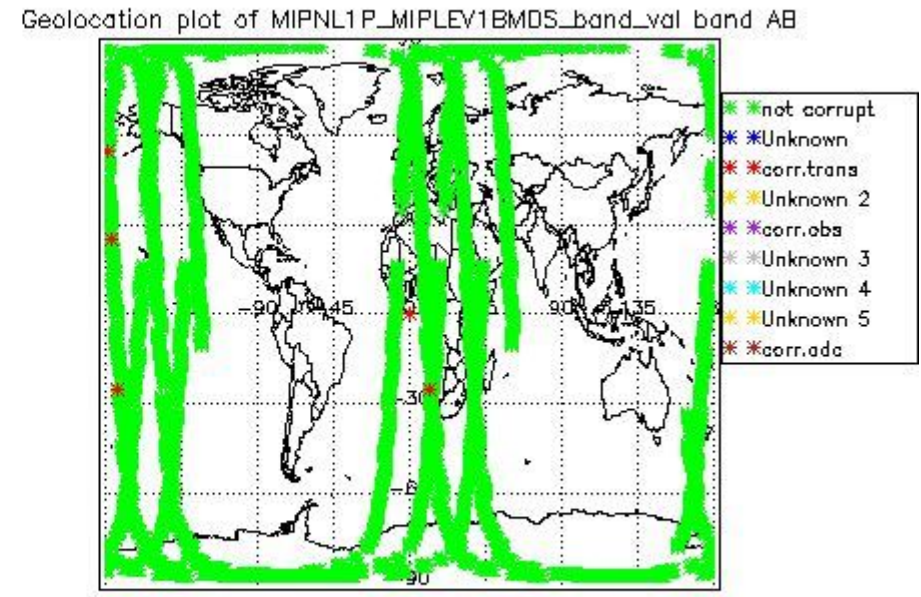 Geolocation plot of MIPNL1P_MIPLEV1BMDS_band_val band AB
not corrupt
Unknown
corr.trans
Unknown 2
corr.obs
Unknown 3
Unknown 4
Unknown 5
corr.adc
-90
45
90
135
-30
-6
90